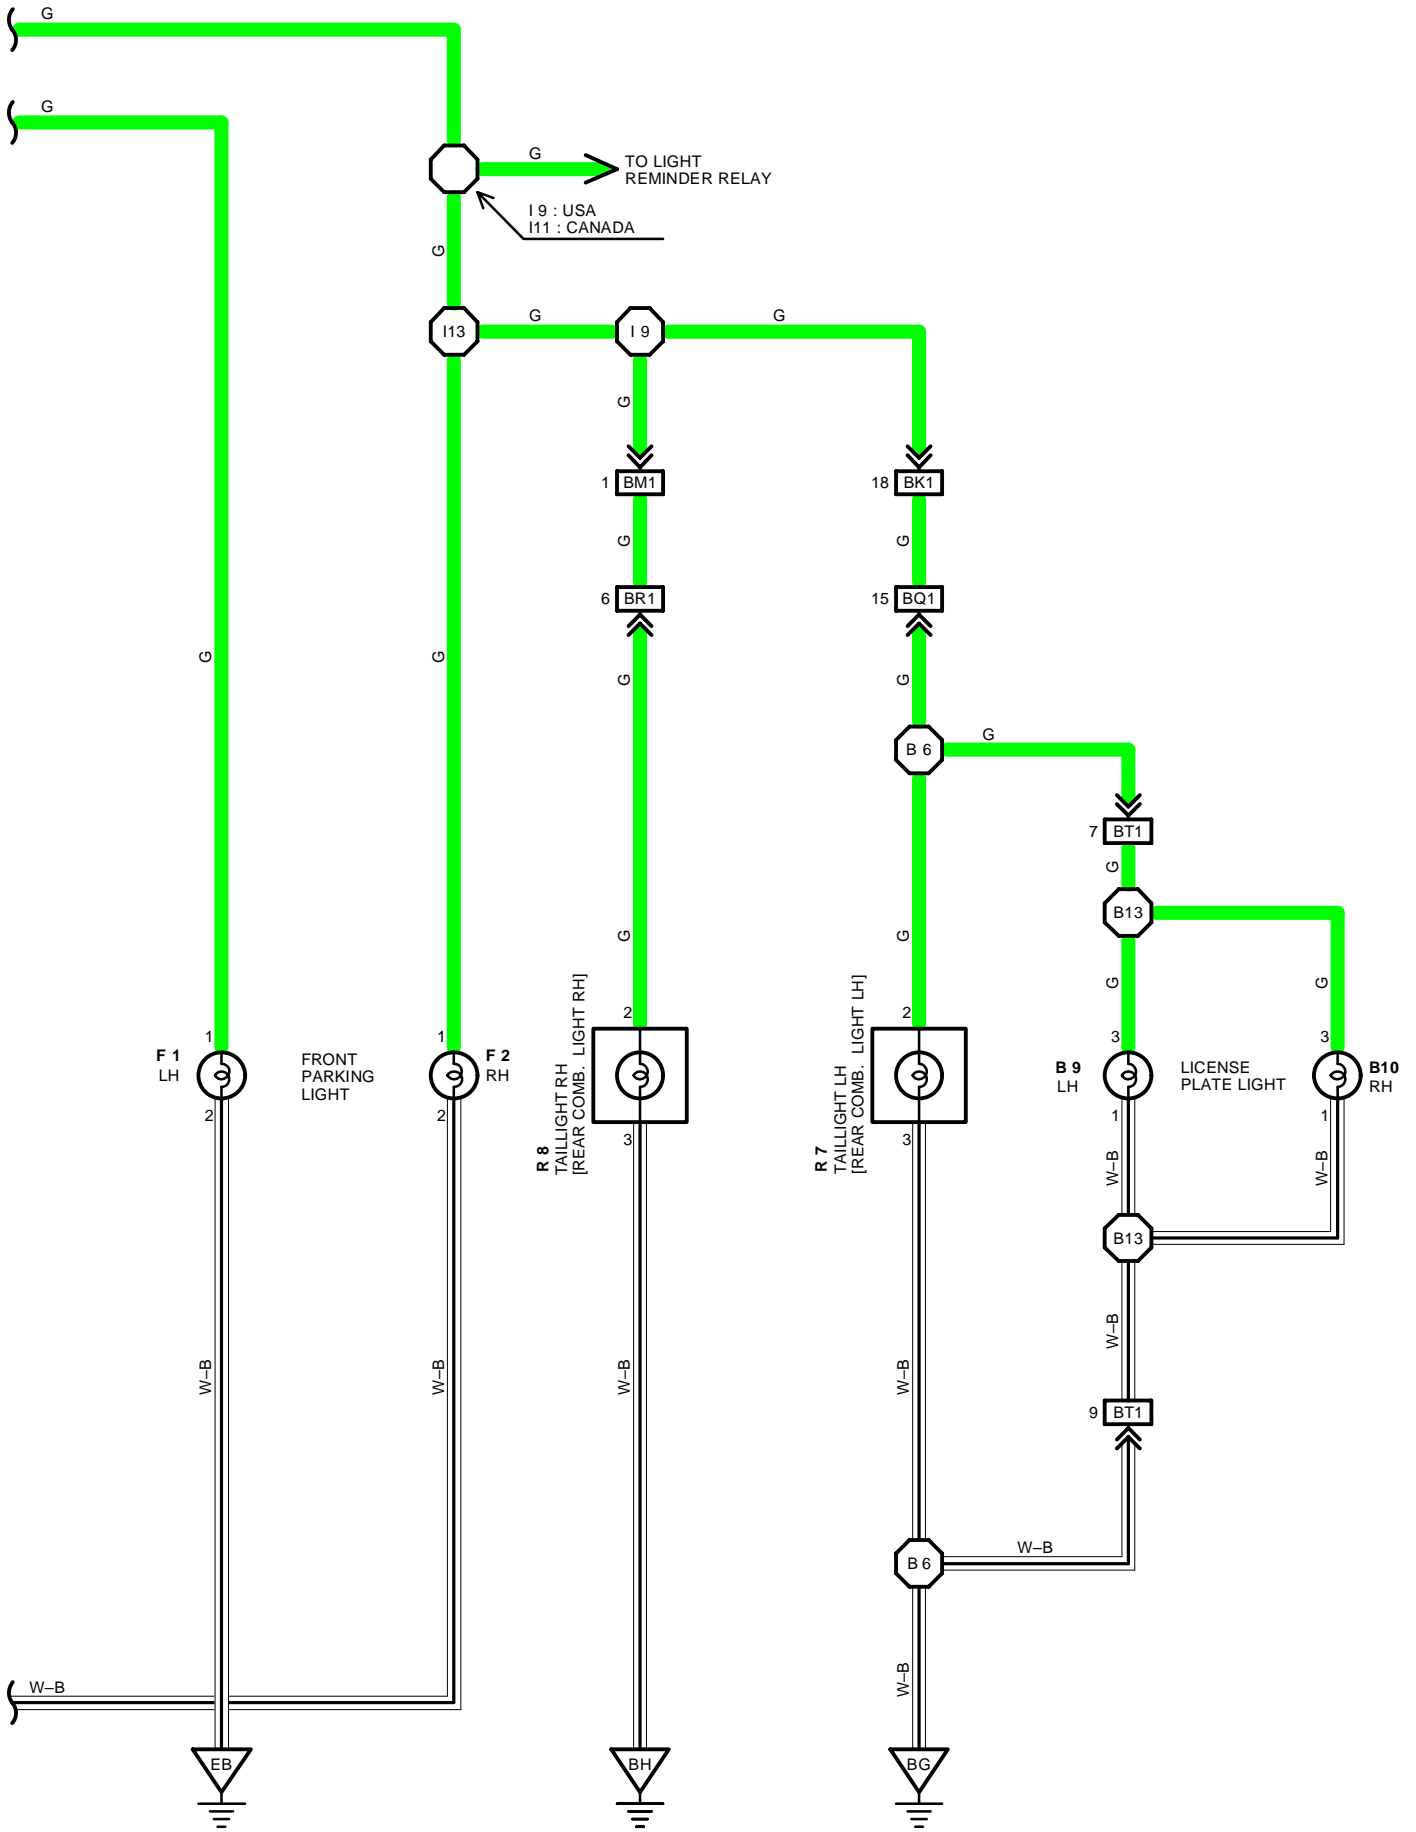 G
G
G
TO LIGHT
REMINDER RELAY
I 9 : USA
I11 : CANADA
G
I13
G
I 9
G
G
1 BM1
18 BK1
G
G
6 BR1
15 BQ1
G
G
G
G
B 6
G
7 BT1
G
B13
G
G
G
G
1
F 1
LH
2
FRONT
PARKING
LIGHT
1
F 2
RH
2
2
R 8
TAILLIGHT RH
[REAR COMB. LIGHT RH]
3
2
R 7
TAILLIGHT LH
[REAR COMB. LIGHT LH]
3
3
B 9
LH
1
LICENSE
PLATE LIGHT
3
B10
RH
1
W–B
W–B
B13
W–B
W–B
W–B
W–B
W–B
9 BT1
W–B
B 6
W–B
W–B
EB
BH
BG